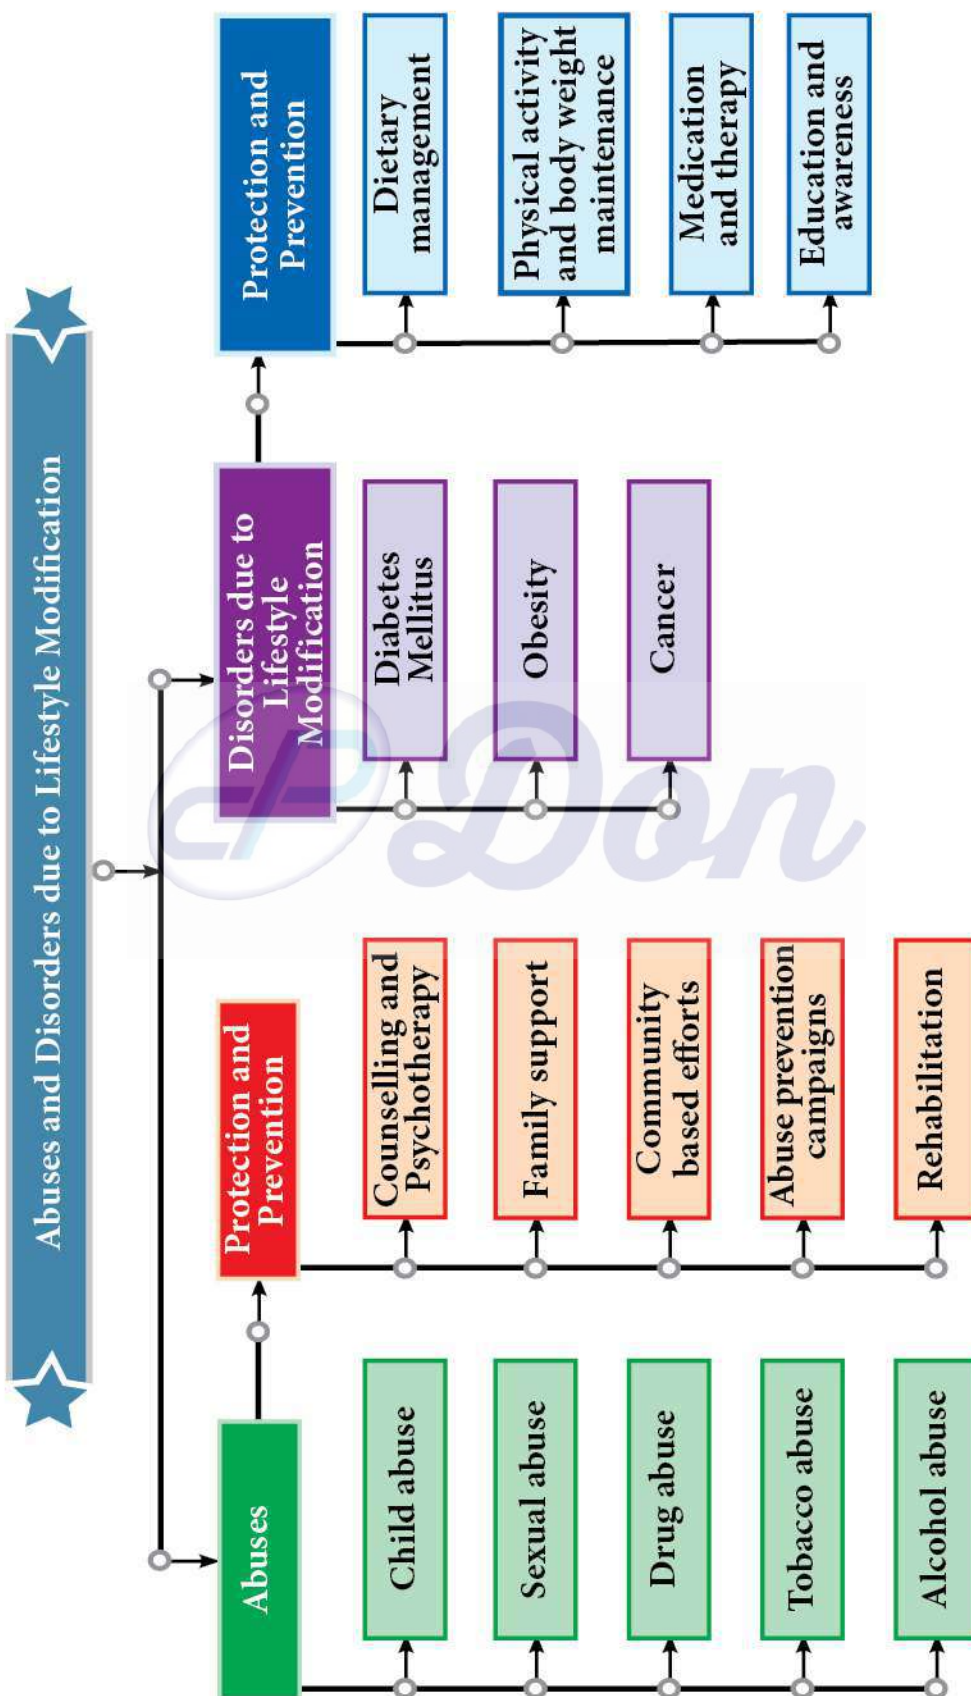 Abuses and Disorders due to Lifestyle Modification
Abuses
Child abuse
Sexual abuse
Drug abuse
Tobacco abuse
Alcohol abuse
Protection and
Prevention
Counselling and
Psychotherapy
Family support
Community
based efforts
Abuse prevention
campaigns
Rehabilitation
Disorders due to
Lifestyle
Modification
Diabetes
Mellitus
Obesity
Cancer
Protection and
Prevention
Dietary
management
Physical activity
and body weight
maintenance
Medication
and therapy
Education and
awareness
Don